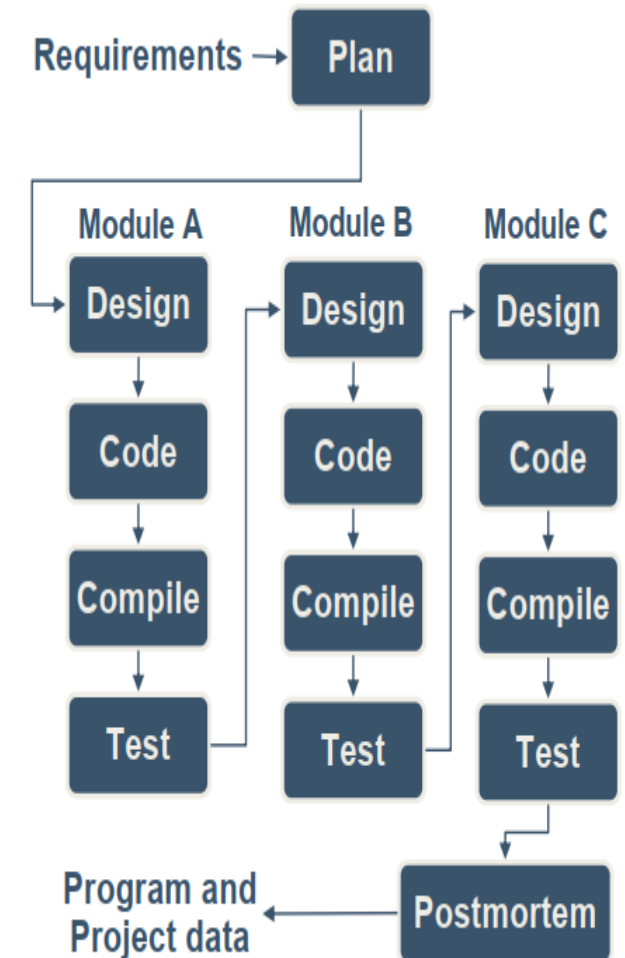 Requirements
Plan
Module A
Module B
Module C
Design
Design
Design
Code
Code
Code
Compile
Compile
Compile
Test
Test
Test
Program and
Project data
Postmortem